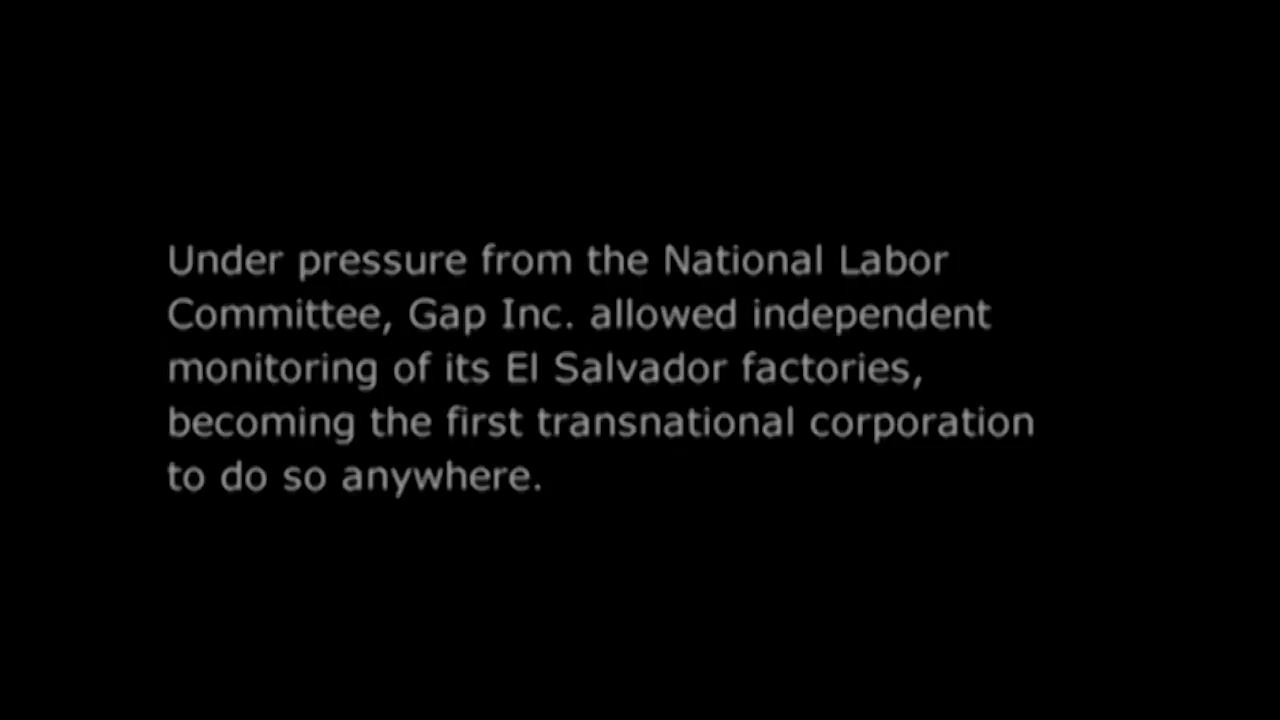 Under pressure from the National Labor
Committee, Gap Inc. allowed independent
monitoring of its El Salvador factories,
becoming the first transnational corporation
to do so anywhere.